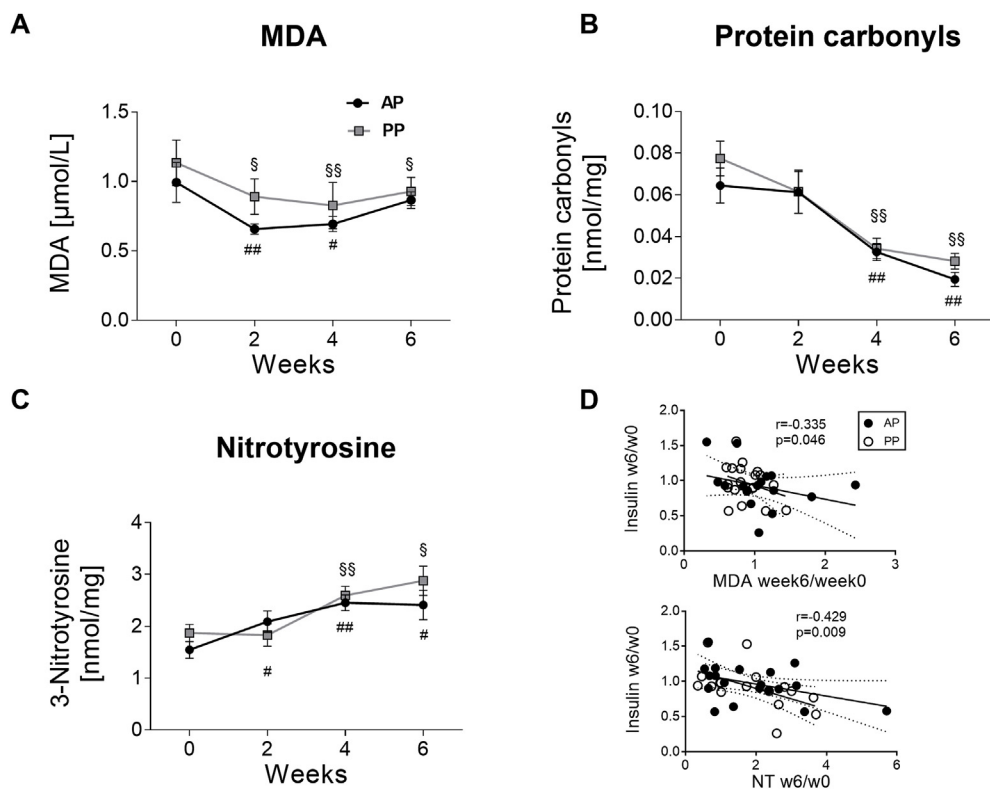 A
MDA
MDA [µmol/L]
1.5
1.0
0.5
0.0
AP
PP
§
§§
§
##
#
0 2 4 6
Weeks
B
Protein carbonyls
Protein carbonyls
[nmol/mg]
0.10
0.08
0.06
0.04
0.02
0.00
§§
§§
##
##
0 2 4 6
Weeks
C
Nitrotyrosine
3-Nitrotyrosine
[nmol/mg]
4
3
2
1
0
§§
§
##
#
#
0 2 4 6
Weeks
D
Insulin w6/w0
2.0
1.5
1.0
0.5
0.0
r=-0.335
p=0.046
AP
PP
0 1 2 3
MDA week6/week0
Insulin w6/w0
2.0
1.5
1.0
0.5
0.0
r=-0.429
p=0.009
0 2 4 6
NT w6/w0